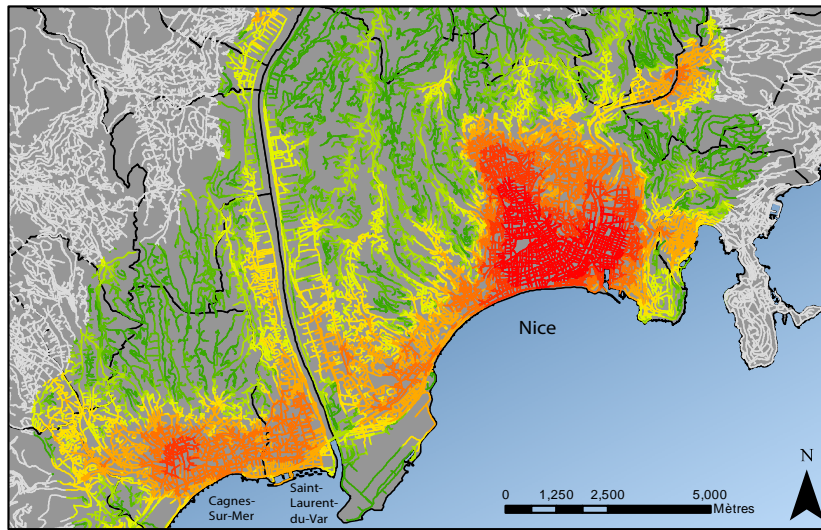 Nice
N
Cagnes-
Sur-Mer
Saint-
Laurent-
du-Var
0 1,250 2,500 5,000
Mètres